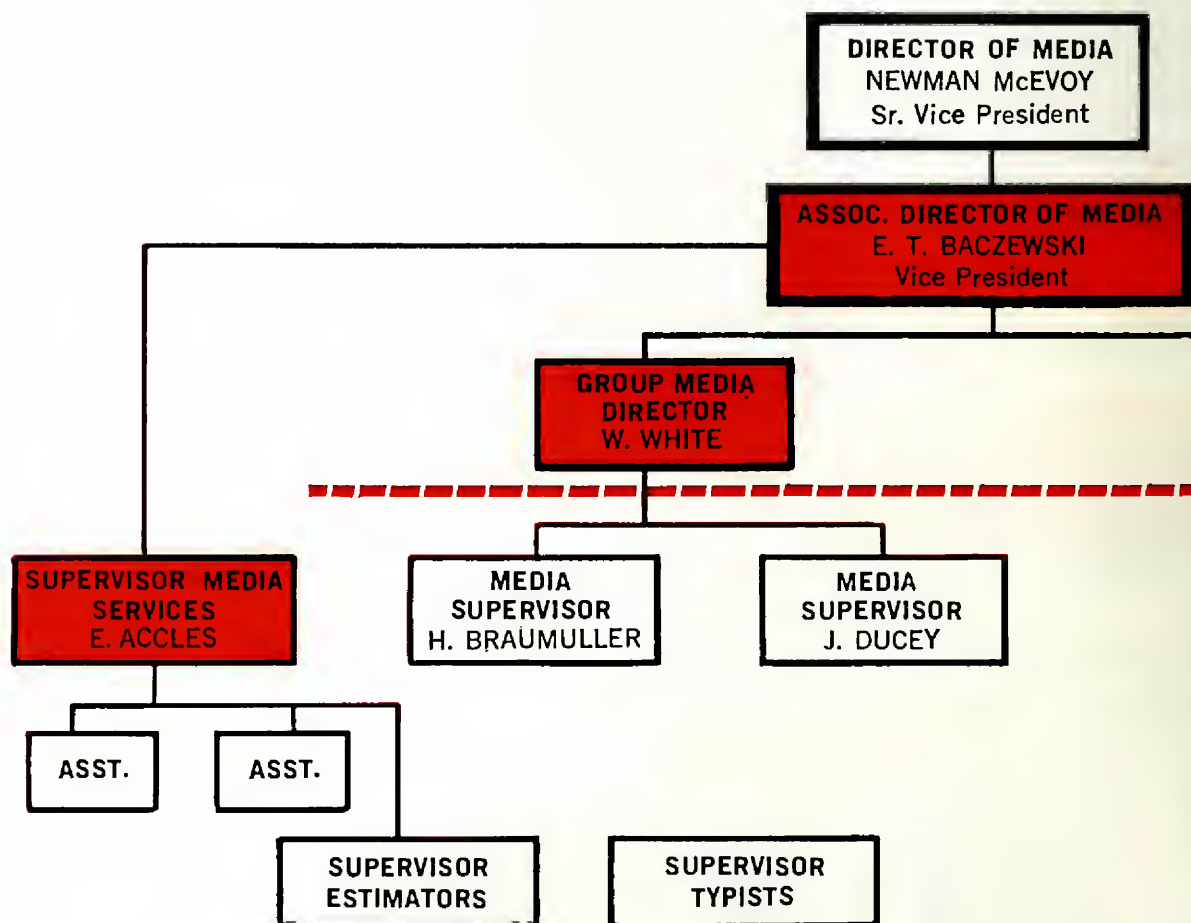 DIRECTOR OF MEDIA
NEWMAN McEVOY
Sr. Vice President
ASSOC. DIRECTOR OF MEDIA
E. T. BACZEWSKI
Vice President
GROUP MEDIA
DIRECTOR
W. WHITE
SUPERVISOR MEDIA
SERVICES
E. ACCLES
MEDIA
SUPERVISOR
H. BRAUMULLER
MEDIA
SUPERVISOR
J. DUCEY
ASST.
ASST.
SUPERVISOR
ESTIMATORS
SUPERVISOR
TYPISTS